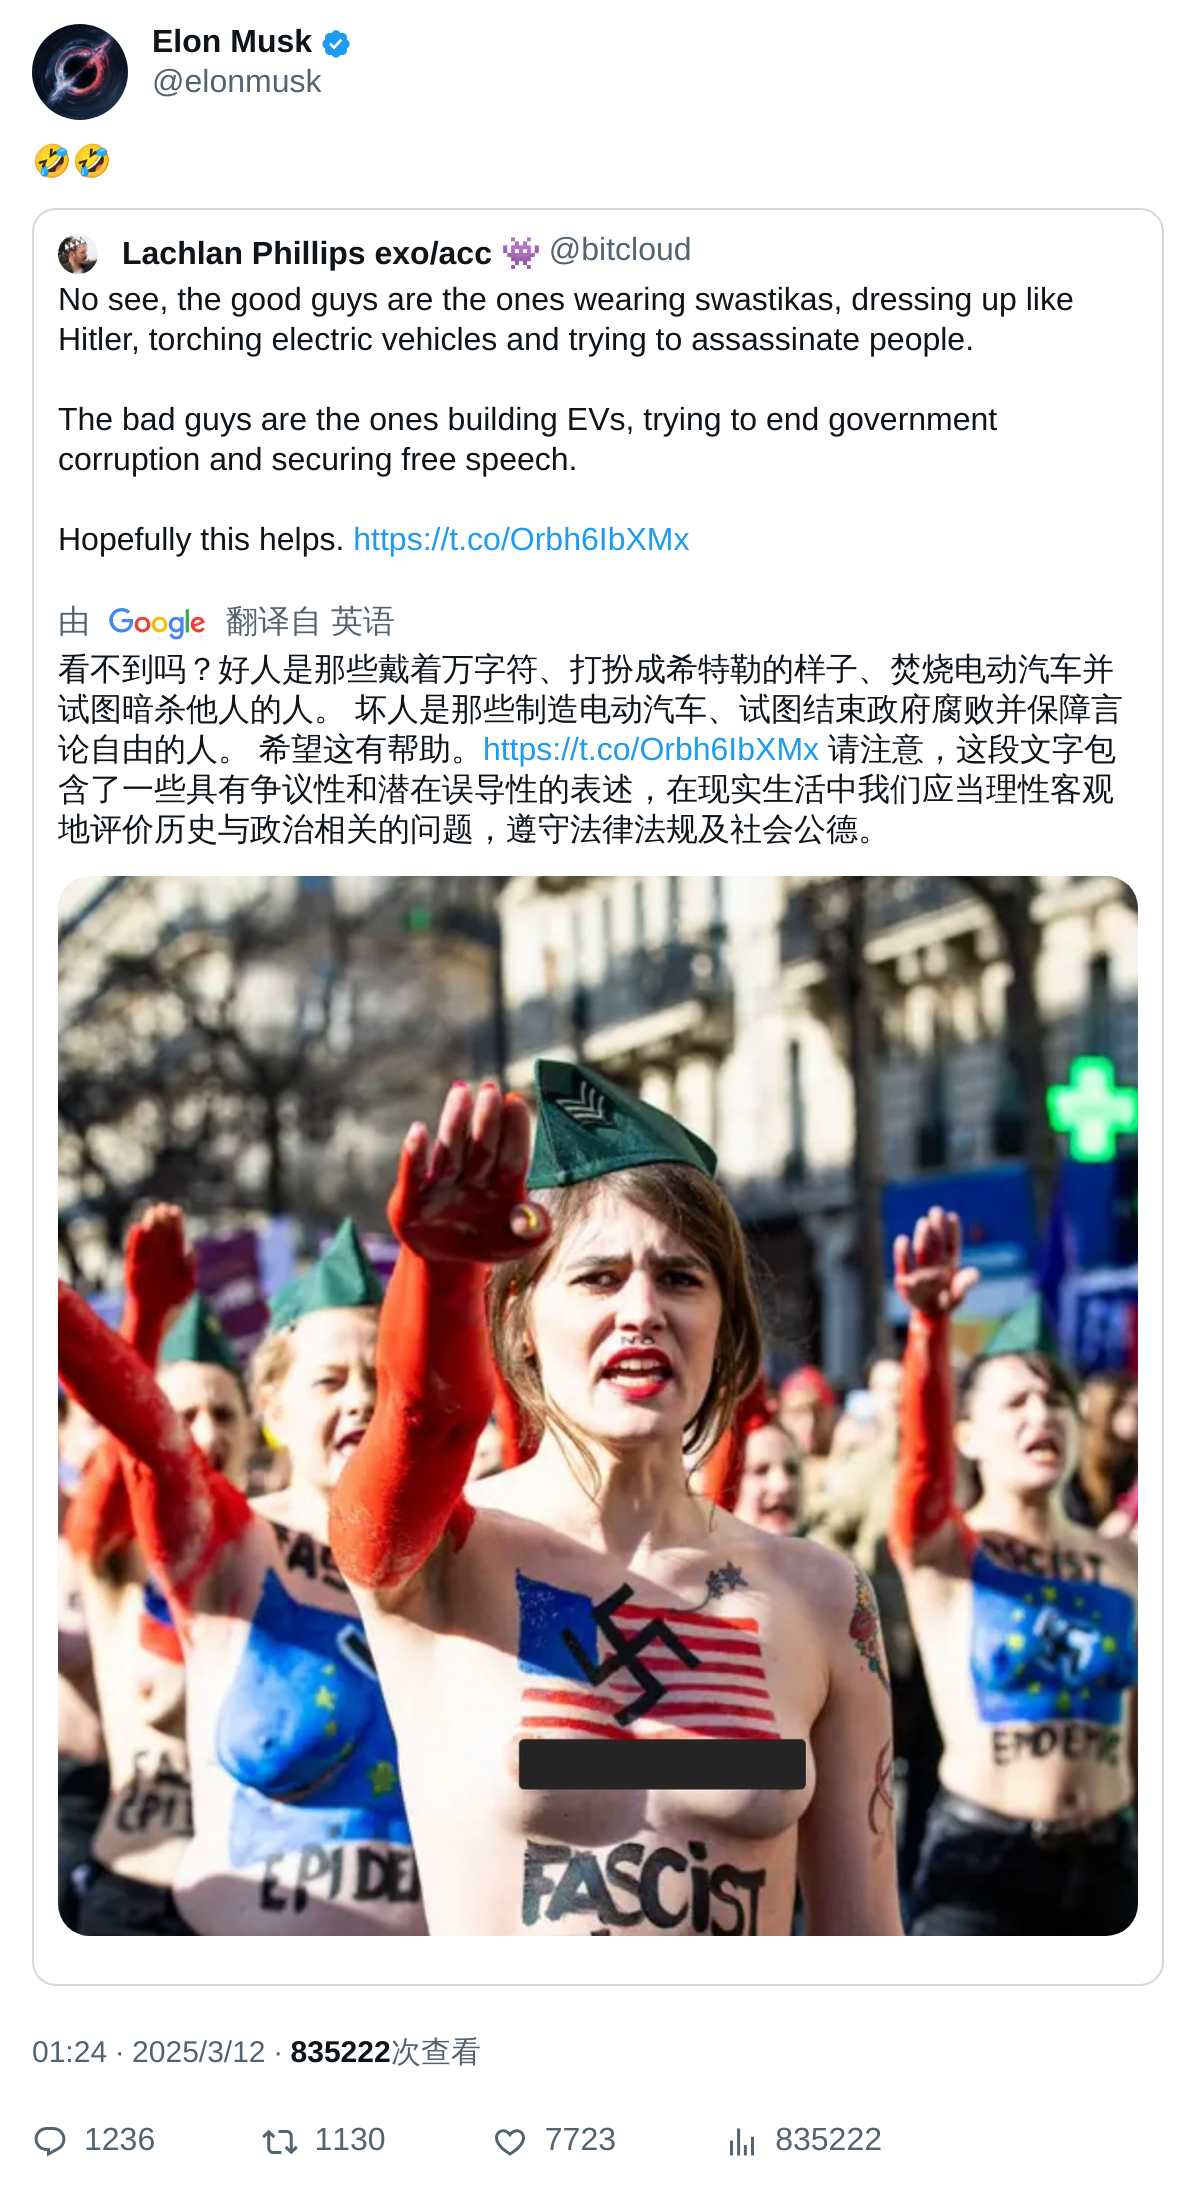 Elon Musk
@elonmusk
🤣🤣
Lachlan Phillips exo/acc 👾 @bitcloud
No see, the good guys are the ones wearing swastikas, dressing up like
Hitler, torching electric vehicles and trying to assassinate people.
The bad guys are the ones building EVs, trying to end government
corruption and securing free speech.
Hopefully this helps. https://t.co/Orbh6IbXMx
由 Google 翻译自 英语
看不到吗？好人是那些戴着万字符、打扮成希特勒的样子、焚烧电动汽车并
试图暗杀他人的人。 坏人是那些制造电动汽车、试图结束政府腐败并保障言
论自由的人。 希望这有帮助。https://t.co/Orbh6IbXMx 请注意，这段文字包
含了一些具有争议性和潜在误导性的表述，在现实生活中我们应当理性客观
地评价历史与政治相关的问题，遵守法律法规及社会公德。
FAS
EPIDE
FASCiST
EPIDEMIC
01:24 · 2025/3/12 · 835222次查看
1236 1130 7723 835222